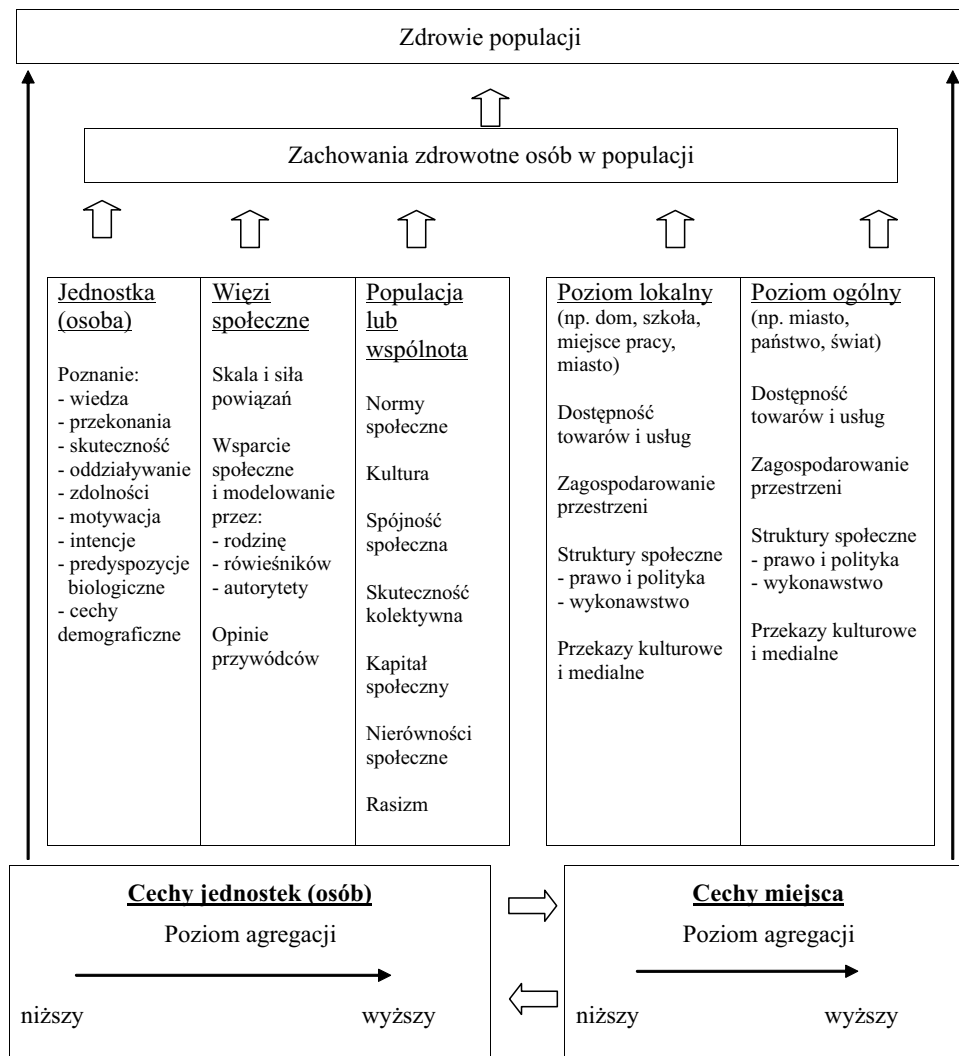 Zdrowie populacji
Zachowania zdrowotne osób w populacji
Jednostka
(osoba)
Poznanie:
- wiedza
- przekonania
- skuteczność
- oddziaływanie
- zdolności
- motywacja
- intencje
- predyspozycje
biologiczne
- cechy
demograficzne
Więzi
społeczne
Skala i siła
powiązań
Wsparcie
społeczne
i modelowanie
przez:
- rodzinę
- rówieśników
- autorytety
Opinie
przywódców
Populacja
lub
wspólnota
Normy
społeczne
Kultura
Spójność
społeczna
Skuteczność
kolektywna
Kapitał
społeczny
Nierówności
społeczne
Rasizm
Poziom lokalny
(np. dom, szkoła,
miejsce pracy,
miasto)
Dostępność
towarów i usług
Zagospodarowanie
przestrzeni
Struktury społeczne
- prawo i polityka
- wykonawstwo
Przekazy kulturowe
i medialne
Poziom ogólny
(np. miasto,
państwo, świat)
Dostępność
towarów i usług
Zagospodarowanie
przestrzeni
Struktury społeczne
- prawo i polityka
- wykonawstwo
Przekazy kulturowe
i medialne
Cechy jednostek (osób)
Poziom agregacji
niższy wyższy
Cechy miejsca
Poziom agregacji
niższy wyższy